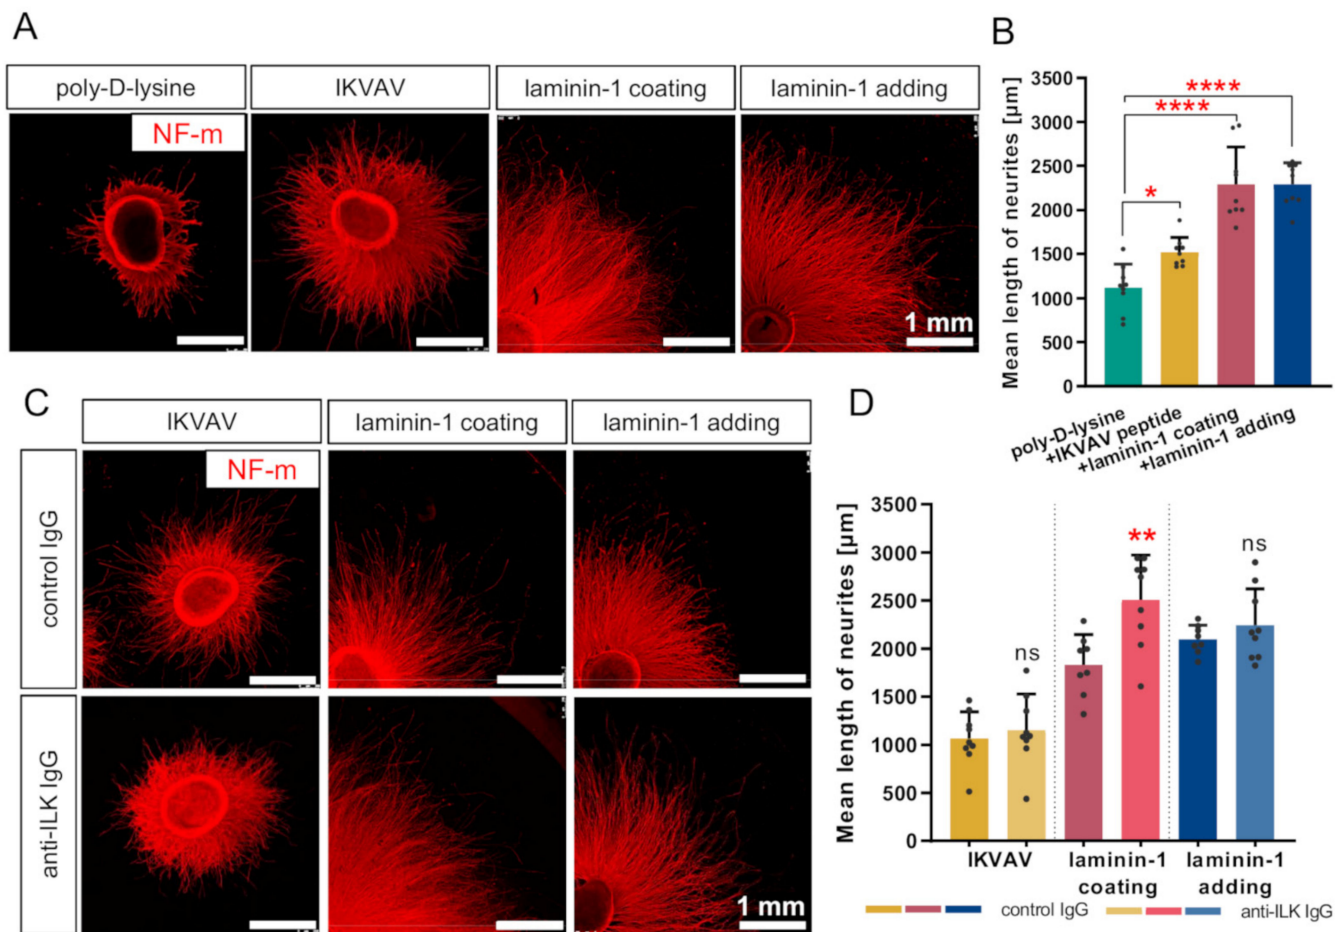 A
poly-D-lysine
IKVAV
laminin-1 coating
laminin-1 adding
NF-m
1 mm
B
Mean length of neurites [µm]
3500
3000
2500
2000
1500
1000
500
0
*
****
****
poly-D-lysine
+IKVAV peptide
+laminin-1 coating
+laminin-1 adding
C
IKVAV
laminin-1 coating
laminin-1 adding
control IgG
NF-m
anti-ILK IgG
1 mm
D
Mean length of neurites [µm]
3500
3000
2500
2000
1500
1000
500
0
ns
**
ns
IKVAV
laminin-1
coating
laminin-1
adding
control IgG
anti-ILK IgG